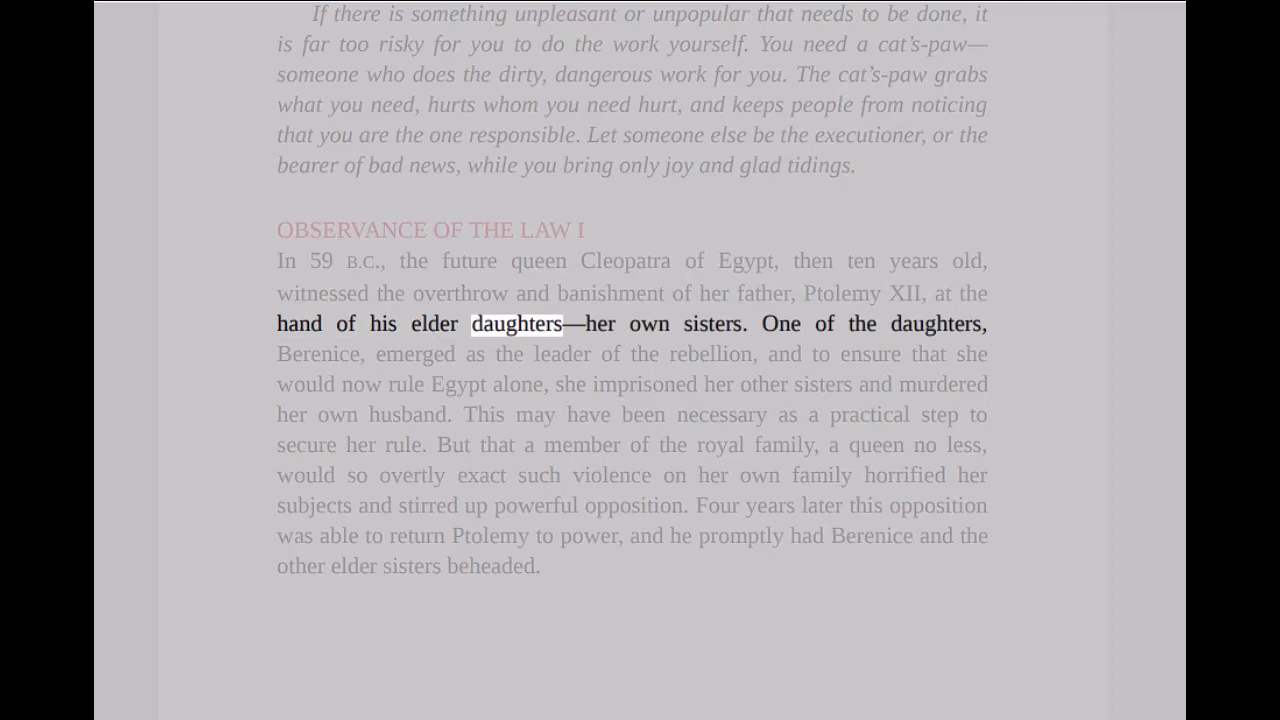 If there is something unpleasant or unpopular that needs to be done, it
is far too risky for you to do the work yourself. You need a cat’s-paw—
someone who does the dirty, dangerous work for you. The cat’s-paw grabs
what you need, hurts whom you need hurt, and keeps people from noticing
that you are the one responsible. Let someone else be the executioner, or the
bearer of bad news, while you bring only joy and glad tidings.
OBSERVANCE OF THE LAW I
In 59 B.C., the future queen Cleopatra of Egypt, then ten years old,
witnessed the overthrow and banishment of her father, Ptolemy XII, at the
hand of his elder daughters—her own sisters. One of the daughters,
Berenice, emerged as the leader of the rebellion, and to ensure that she
would now rule Egypt alone, she imprisoned her other sisters and murdered
her own husband. This may have been necessary as a practical step to
secure her rule. But that a member of the royal family, a queen no less,
would so overtly exact such violence on her own family horrified her
subjects and stirred up powerful opposition. Four years later this opposition
was able to return Ptolemy to power, and he promptly had Berenice and the
other elder sisters beheaded.